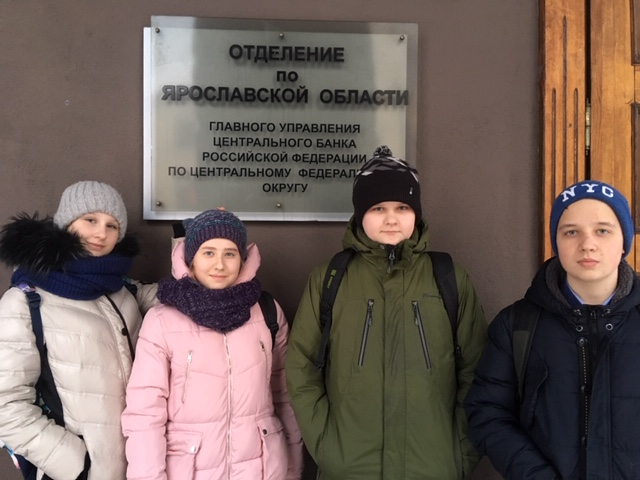 ОТДЕЛЕНИЕ
по
ЯРОСЛАВСКОЙ ОБЛАСТИ
ГЛАВНОГО УПРАВЛЕНИЯ
ЦЕНТРАЛЬНОГО БАНКА
РОССИЙСКОЙ ФЕДЕРАЦИИ
ПО ЦЕНТРАЛЬНОМУ
ОКРУГУ
NYC